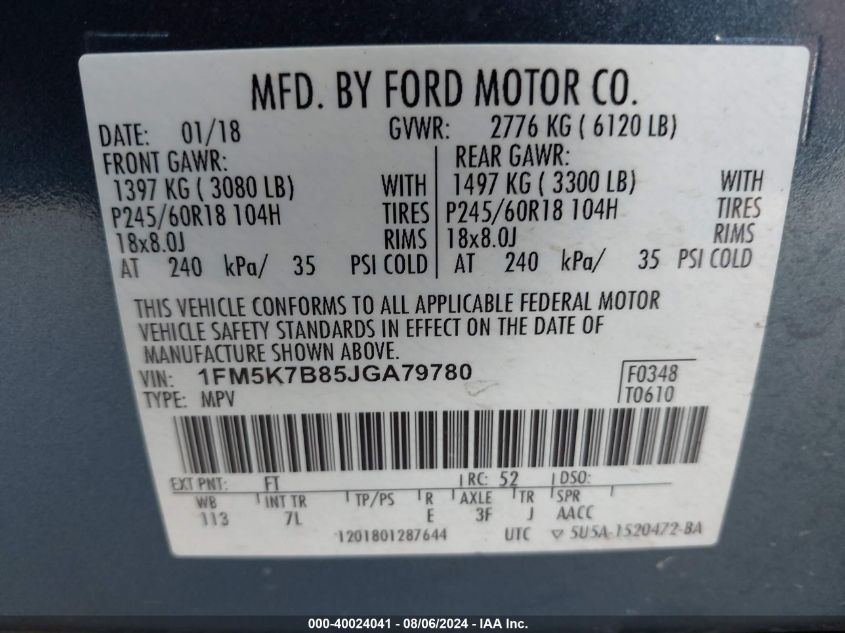 MFD. BY FORD MOTOR CO.
DATE: 01/18 GVWR: 2776 KG ( 6120 LB)
FRONT GAWR: REAR GAWR:
1397 KG ( 3080 LB) WITH 1497 KG ( 3300 LB) WITH
P245/60R18 104H TIRES P245/60R18 104H TIRES
18x8.0J RIMS 18x8.0J RIMS
AT 240 kPa/ 35 PSI COLD AT 240 kPa/ 35 PSI COLD
THIS VEHICLE CONFORMS TO ALL APPLICABLE FEDERAL MOTOR
VEHICLE SAFETY STANDARDS IN EFFECT ON THE DATE OF
MANUFACTURE SHOWN ABOVE.
VIN: 1FM5K7B85JGA79780 F0348
TYPE: MPV T0610
EXT PNT: FT RC: 52 DSO:
WB INT TR TP/PS R AXLE TR SPR
113 7L E 3F J AACC
1201801287644 UTC ▽ 5U5A-1520472-BA
000-40024041 - 08/06/2024 - IAA Inc.